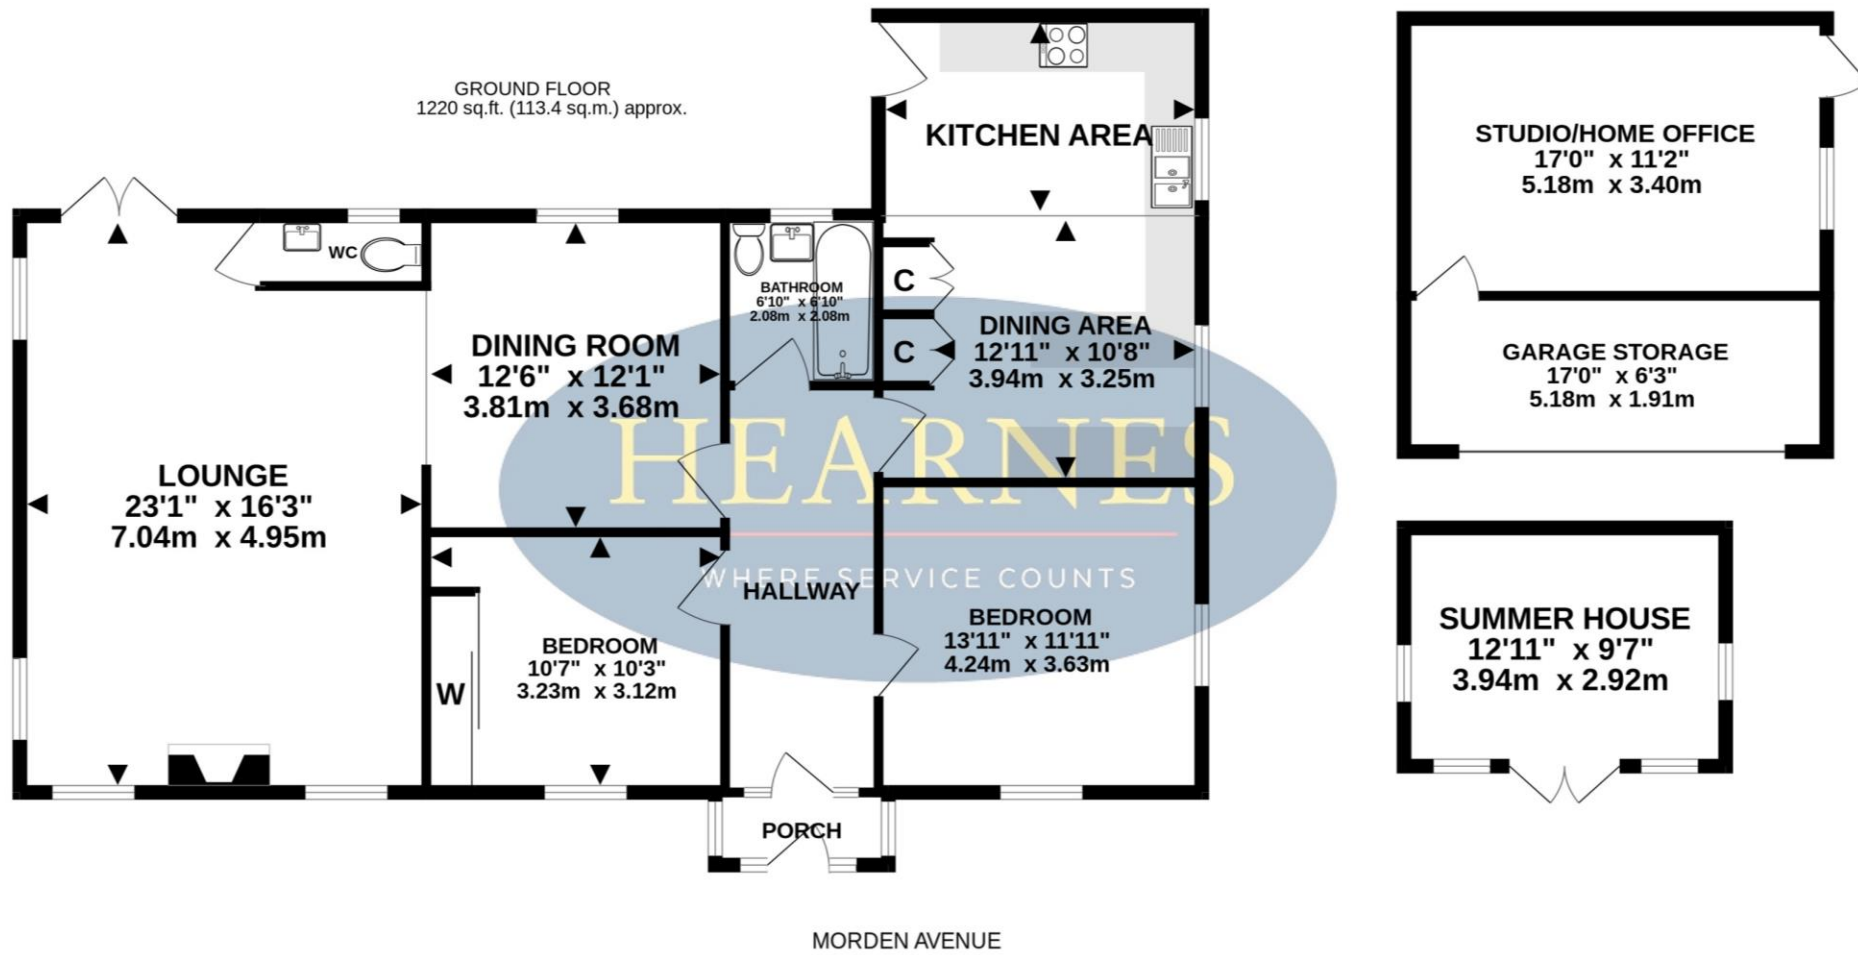 GROUND FLOOR
1220 sq.ft. (113.4 sq.m.) approx.
KITCHEN AREA
STUDIO/HOME OFFICE
17'0" x 11'2"
5.18m x 3.40m
WC
BATHROOM
6'10" x 6'10"
2.08m x 2.08m
C
C
DINING ROOM
12'6" x 12'1"
3.81m x 3.68m
DINING AREA
12'11" x 10'8"
3.94m x 3.25m
GARAGE STORAGE
17'0" x 6'3"
5.18m x 1.91m
LOUNGE
23'1" x 16'3"
7.04m x 4.95m
HEARNES
WHERE SERVICE COUNTS
HALLWAY
BEDROOM
10'7" x 10'3"
3.23m x 3.12m
W
BEDROOM
13'11" x 11'11"
4.24m x 3.63m
SUMMER HOUSE
12'11" x 9'7"
3.94m x 2.92m
PORCH
MORDEN AVENUE